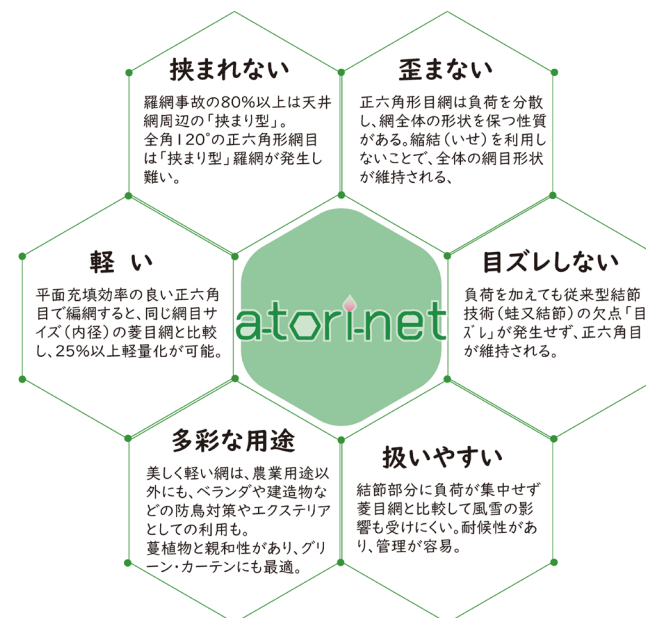 挟まれない
羅網事故の80%以上は天井
網周辺の「挟まり型」。
全角120°の正六角形網目
は「挟まり型」羅網が発生し
難い。
歪まない
正六角形目網は負荷を分散
し、網全体の形状を保つ性質
がある。縮結（いせ）を利用し
ないことで、全体の網目形状
が維持される、
軽 い
平面充填効率の良い正六角
目で編網すると、同じ網目サ
イズ（内径）の菱目網と比較
し、25%以上軽量化が可能。
a-tori-net
目ズレしない
負荷を加えても従来型結節
技術（蛙又結節）の欠点「目
ズレ」が発生せず、正六角目
が維持される。
多彩な用途
美しく軽い網は、農業用途以
外にも、ベランダや建造物な
どの防鳥対策やエクステリア
としての利用も。
蔓植物と親和性があり、グリ
ーン・カーテンにも最適。
扱いやすい
結節部分に負荷が集中せず
菱目網と比較して風雪の影
響も受けにくい。耐候性があ
り、管理が容易。